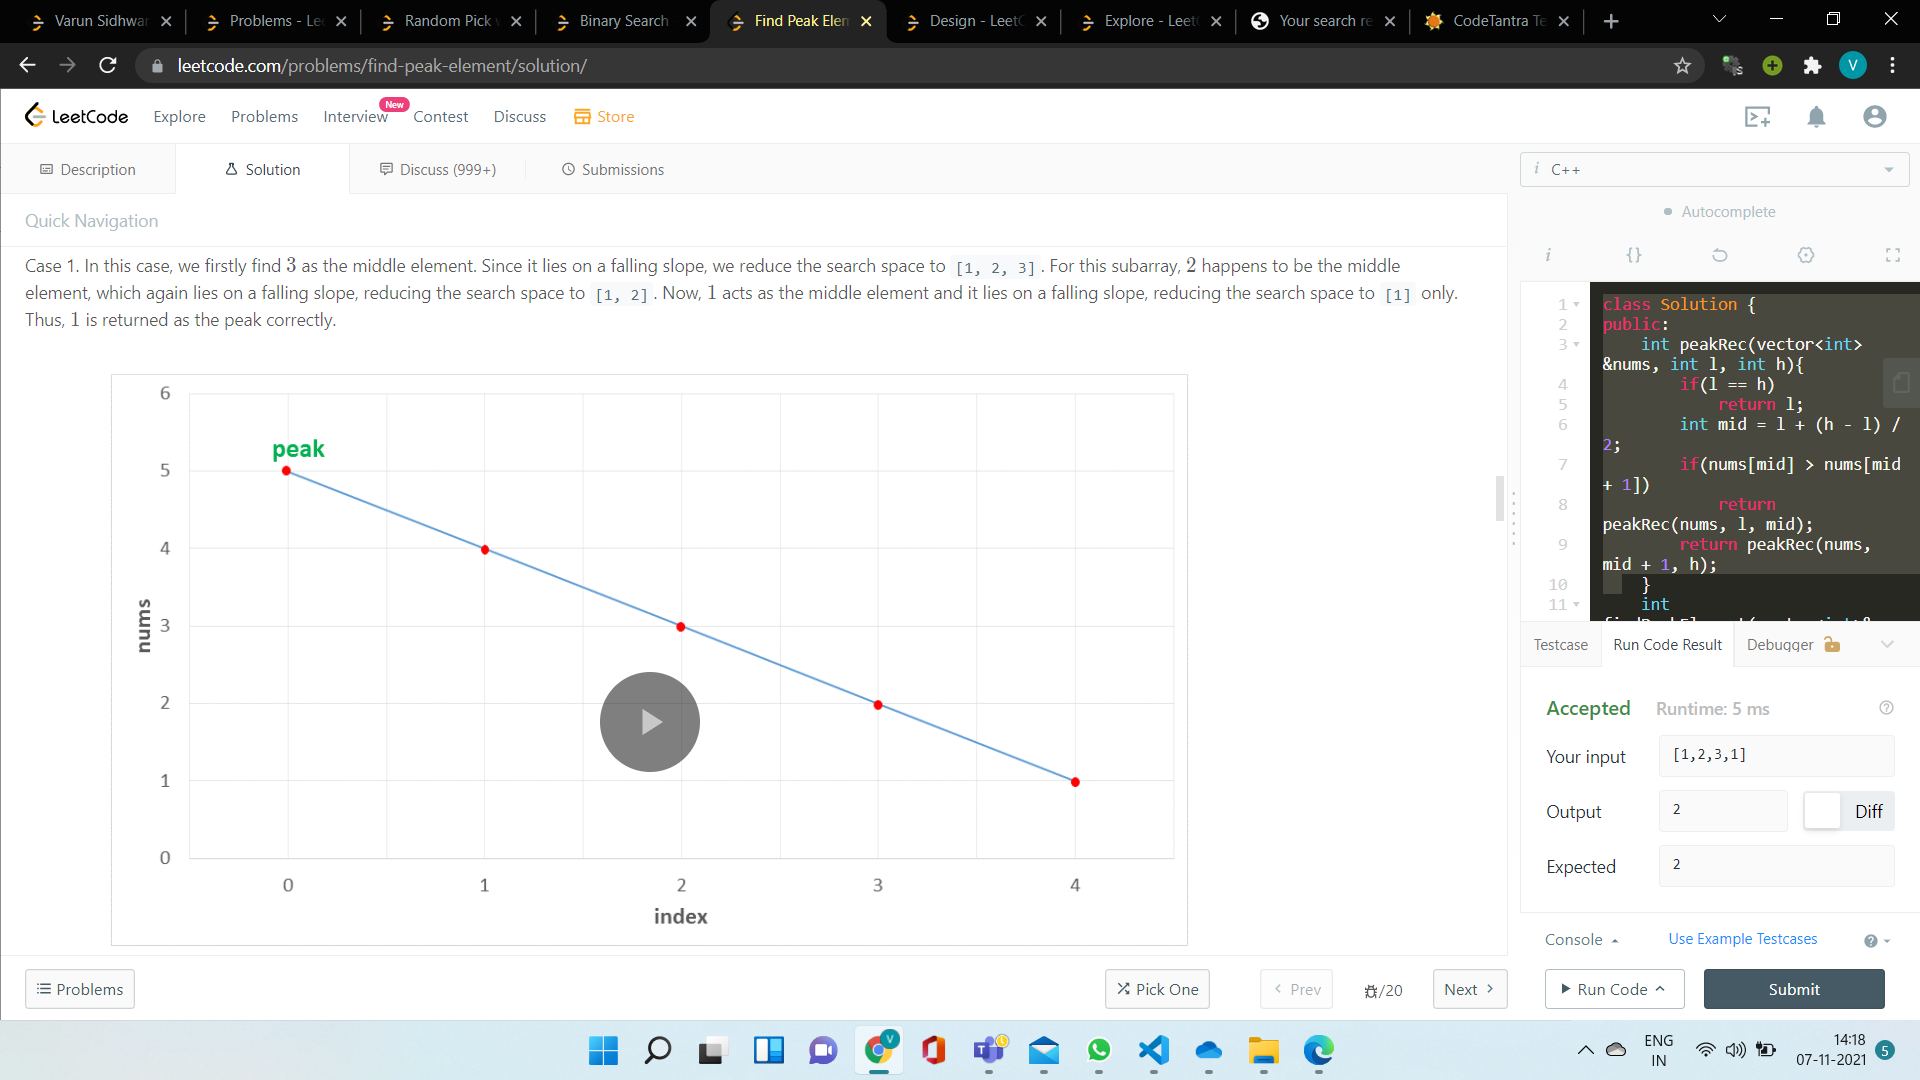 Varun Sidhwar
Problems - Le
Random Pick w
Binary Search
Find Peak Elem
Design - LeetC
Explore - Leet
Your search re
CodeTantra Te
leetcode.com/problems/find-peak-element/solution/
V
LeetCode
Explore
Problems
Interview
New
Contest
Discuss
Store
Description
Solution
Discuss (999+)
Submissions
i C++
Quick Navigation
Autocomplete
i {}
Case 1. In this case, we firstly find 3 as the middle element. Since it lies on a falling slope, we reduce the search space to [1, 2, 3]. For this subarray, 2 happens to be the middle
element, which again lies on a falling slope, reducing the search space to [1, 2]. Now, 1 acts as the middle element and it lies on a falling slope, reducing the search space to [1] only.
Thus, 1 is returned as the peak correctly.
6
5
4
3
2
1
0
peak
nums
0 1 2 3 4
index
1 class Solution {
2 public:
3 int peakRec(vector<int>
&nums, int l, int h){
4 if(l == h)
5 return l;
6 int mid = l + (h - l) /
2;
7 if(nums[mid] > nums[mid
+ 1])
8 return
peakRec(nums, l, mid);
9 return peakRec(nums,
mid + 1, h);
10 }
11 int
Testcase
Run Code Result
Debugger
Accepted
Runtime: 5 ms
Your input
[1,2,3,1]
Output
2
Diff
Expected
2
Console
Use Example Testcases
Problems
Pick One
Prev
/20
Next
Run Code
Submit
V
ENG
IN
14:18
07-11-2021
5